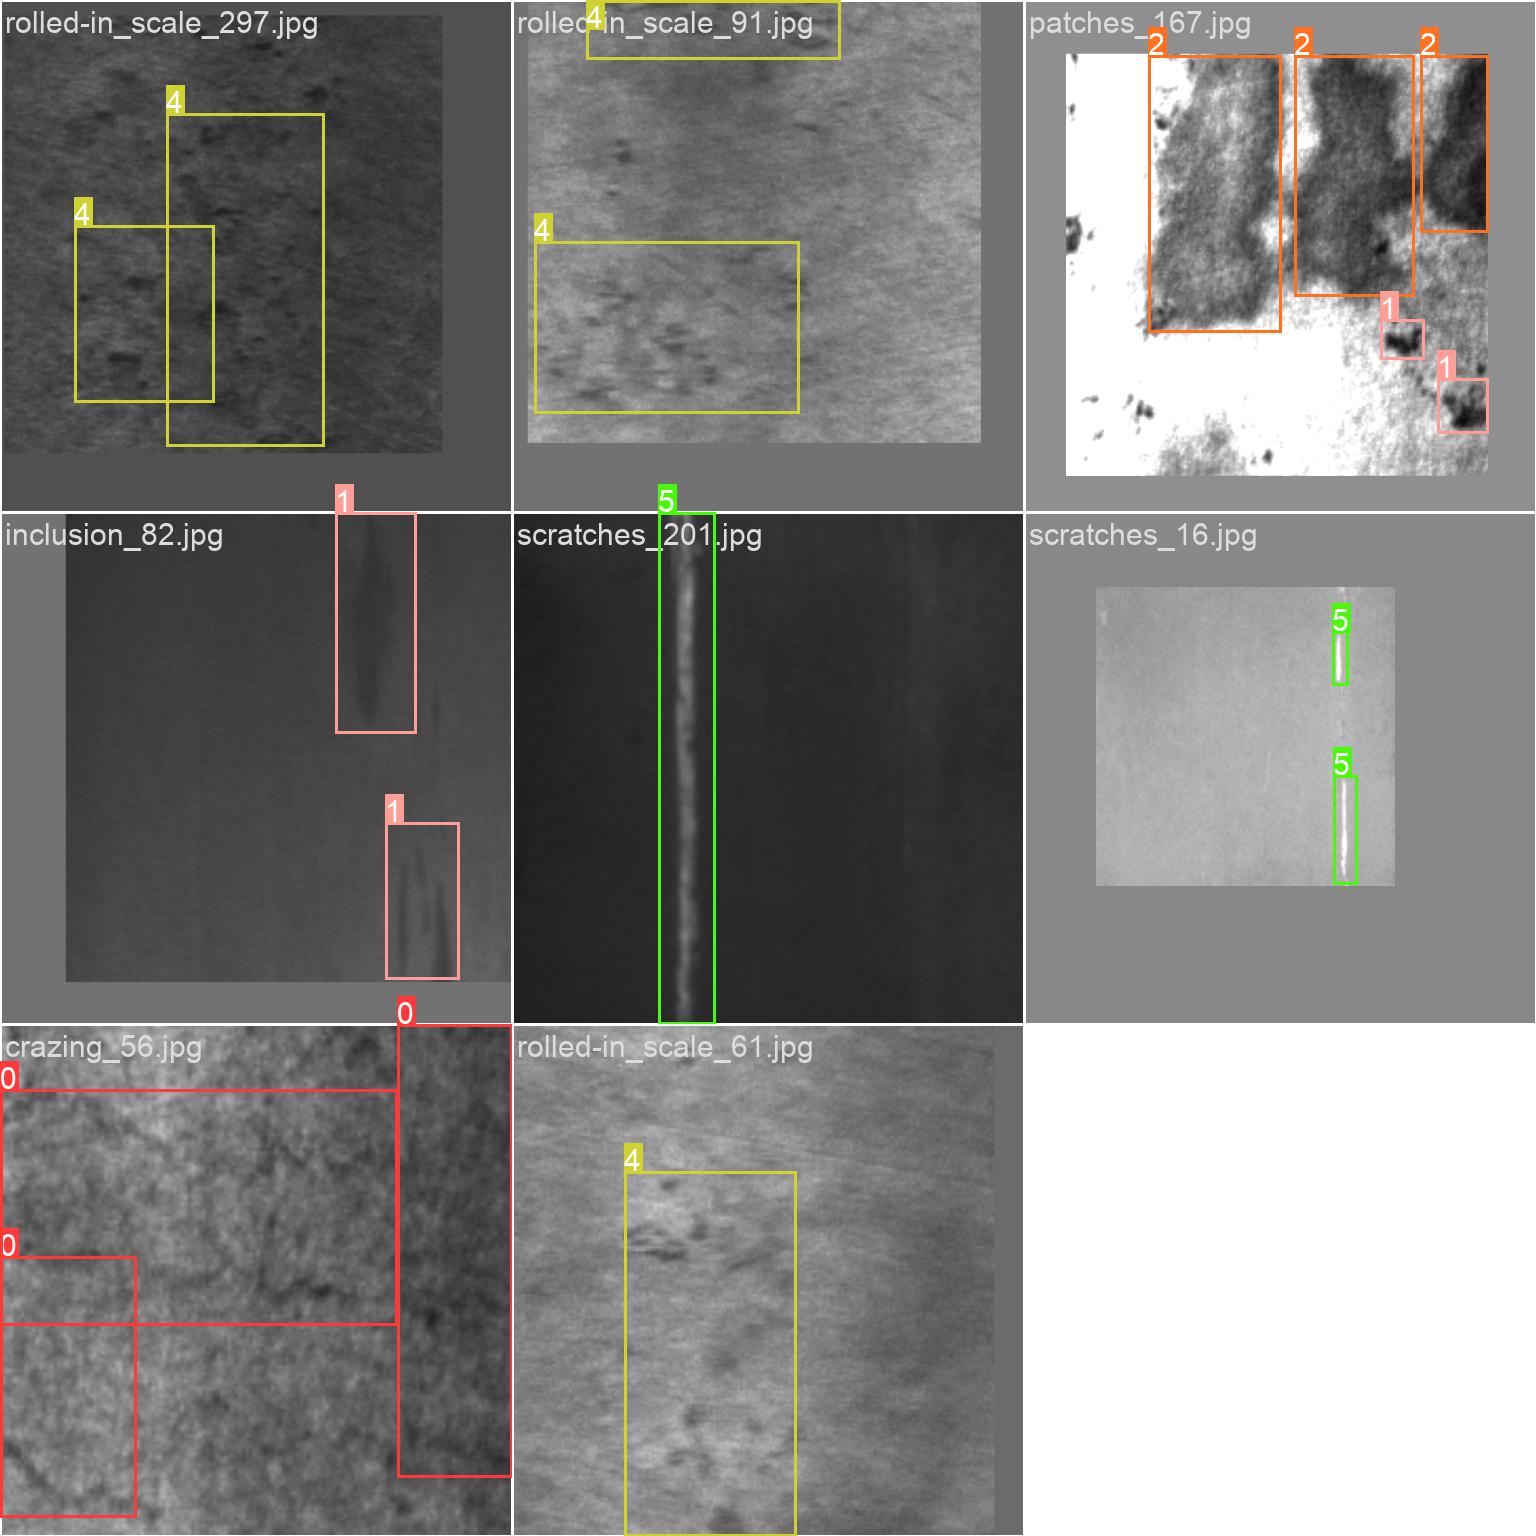 rolled-in_scale_297.jpg
4
4
rolled-in_scale_91.jpg
4
4
patches_167.jpg
2
2
2
1
1
inclusion_82.jpg
1
1
scratches_201.jpg
5
scratches_16.jpg
5
5
crazing_56.jpg
0
0
0
rolled-in_scale_61.jpg
4